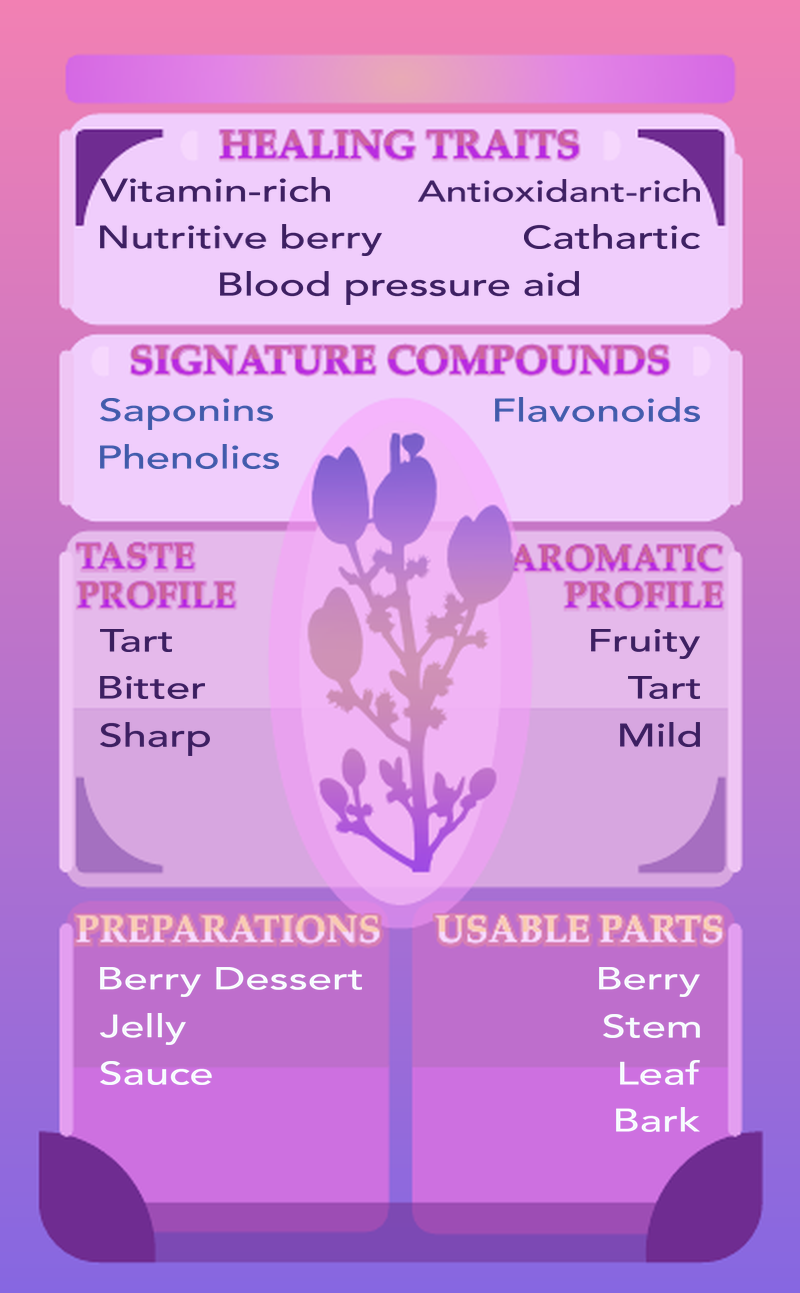 HEALING TRAITS
Vitamin-rich Antioxidant-rich
Nutritive berry Cathartic
Blood pressure aid
SIGNATURE COMPOUNDS
Saponins Flavonoids
Phenolics
TASTE
PROFILE
Tart
Bitter
Sharp
AROMATIC
PROFILE
Fruity
Tart
Mild
PREPARATIONS
Berry Dessert
Jelly
Sauce
USABLE PARTS
Berry
Stem
Leaf
Bark